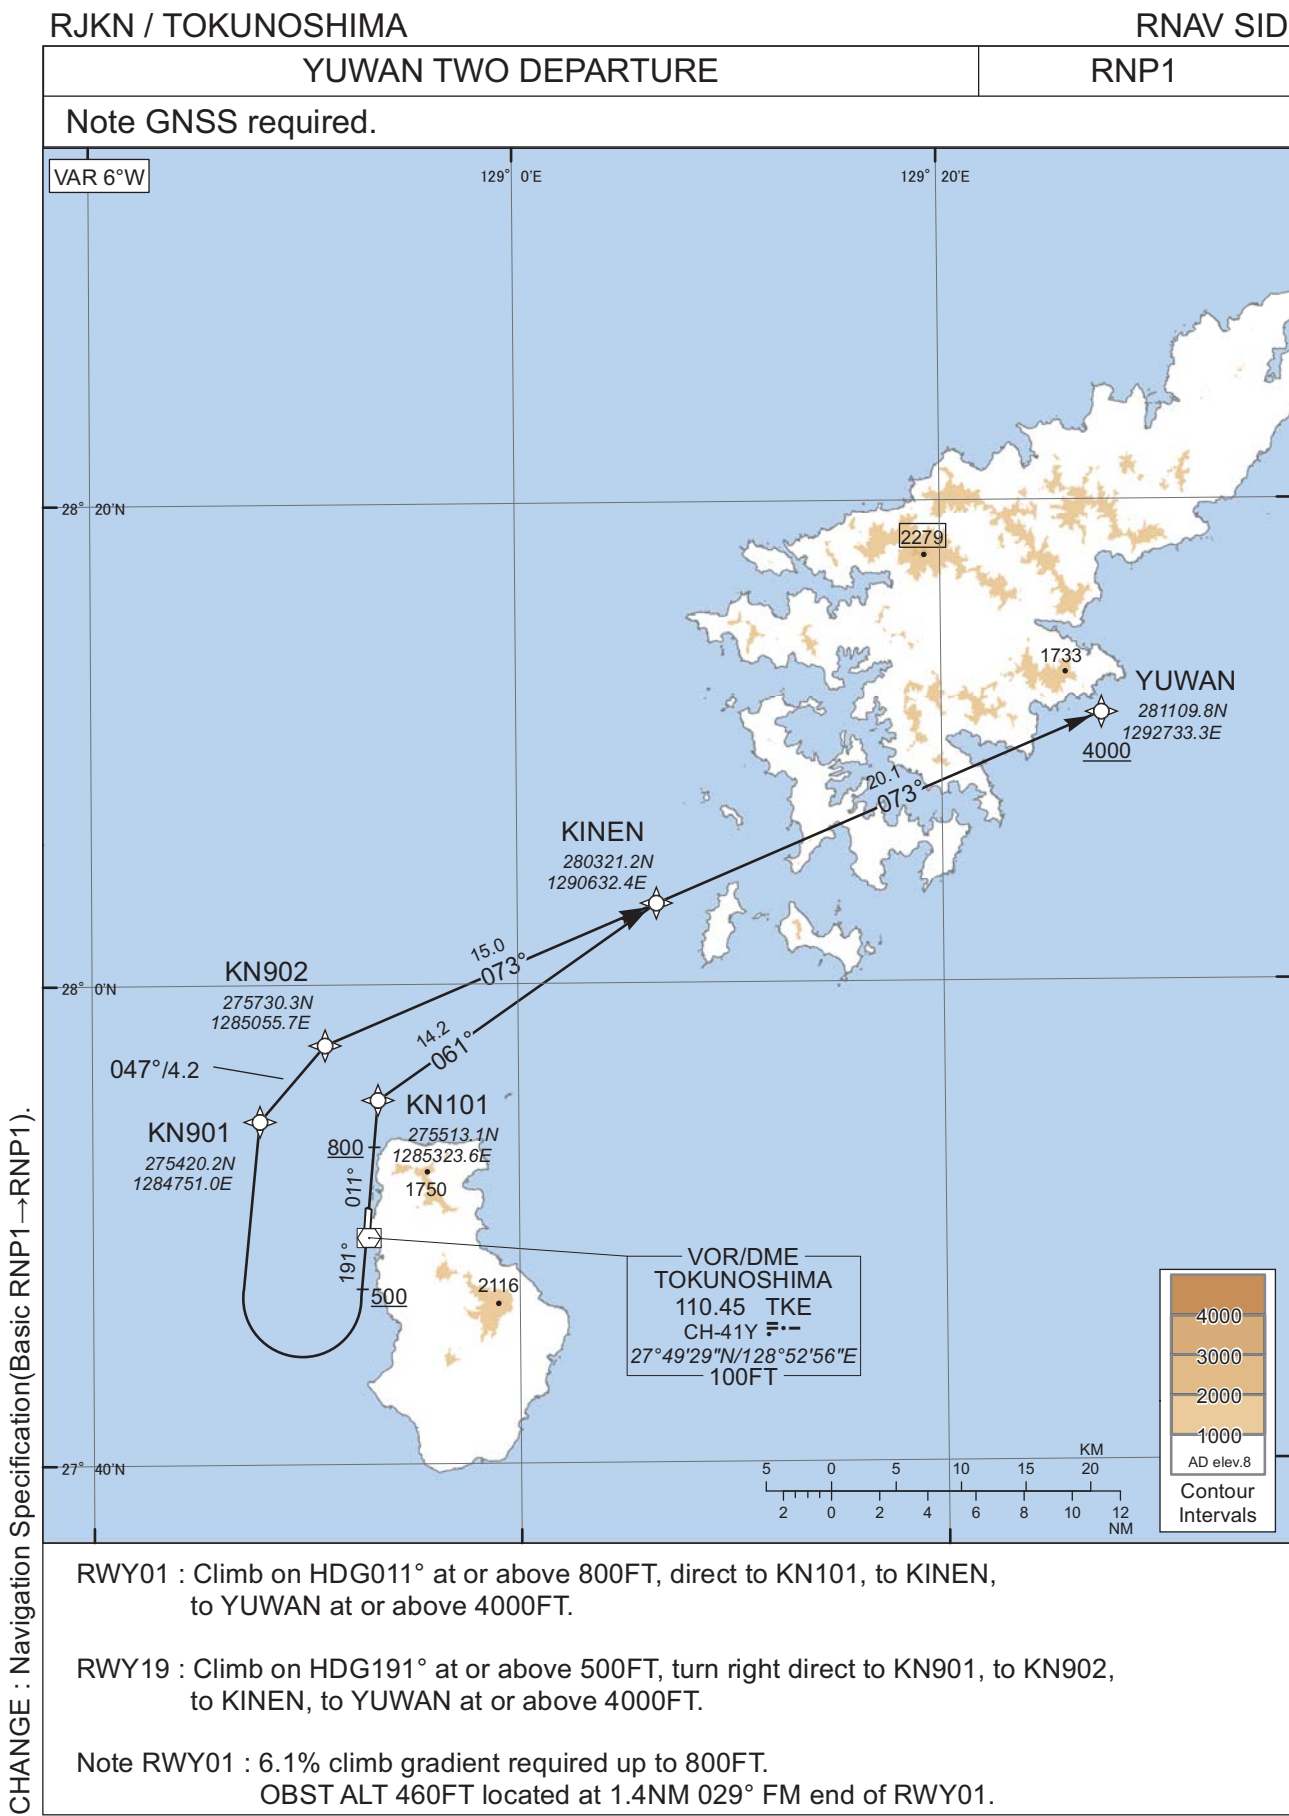 RJKN / TOKUNOSHIMA
RNAV SID
YUWAN TWO DEPARTURE
RNP1
Note GNSS required.
VAR 6°W
129° 0'E
129° 20'E
28° 20'N
2279
1733
YUWAN
281109.8N
1292733.3E
4000
20.1
073°
KINEN
280321.2N
1290632.4E
15.0
073°
KN902
275730.3N
1285055.7E
28° 0'N
14.2
061°
047°/4.2
KN101
275513.1N
1285323.6E
KN901
275420.2N
1284751.0E
800
011°
1750
191°
500
2116
VOR/DME
TOKUNOSHIMA
110.45 TKE
CH-41Y
27°49'29"N/128°52'56"E
100FT
4000
3000
2000
1000
AD elev.8
Contour
Intervals
27° 40'N
KM
5 0 5 10 15 20
2 0 2 4 6 8 10 12
NM
RWY01 : Climb on HDG011° at or above 800FT, direct to KN101, to KINEN,
to YUWAN at or above 4000FT.
RWY19 : Climb on HDG191° at or above 500FT, turn right direct to KN901, to KN902,
to KINEN, to YUWAN at or above 4000FT.
Note RWY01 : 6.1% climb gradient required up to 800FT.
OBST ALT 460FT located at 1.4NM 029° FM end of RWY01.
CHANGE : Navigation Specification(Basic RNP1→RNP1).